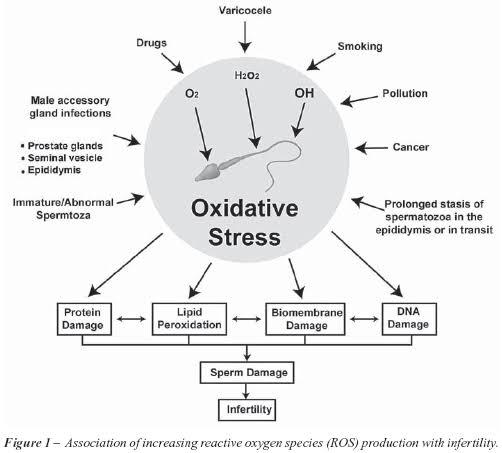 Varicocele
Drugs
Smoking
H2O2
O2
OH
Pollution
Male accessory
gland infections
• Prostate glands
• Seminal vesicle
• Epididymis
Cancer
Immature/Abnormal
Spermtoza
Prolonged stasis of
spermatozoa in the
epididymis or in transit
Oxidative
Stress
Protein
Damage
Lipid
Peroxidation
Biomembrane
Damage
DNA
Damage
Sperm Damage
Infertility
Figure 1 – Association of increasing reactive oxygen species (ROS) production with infertility.